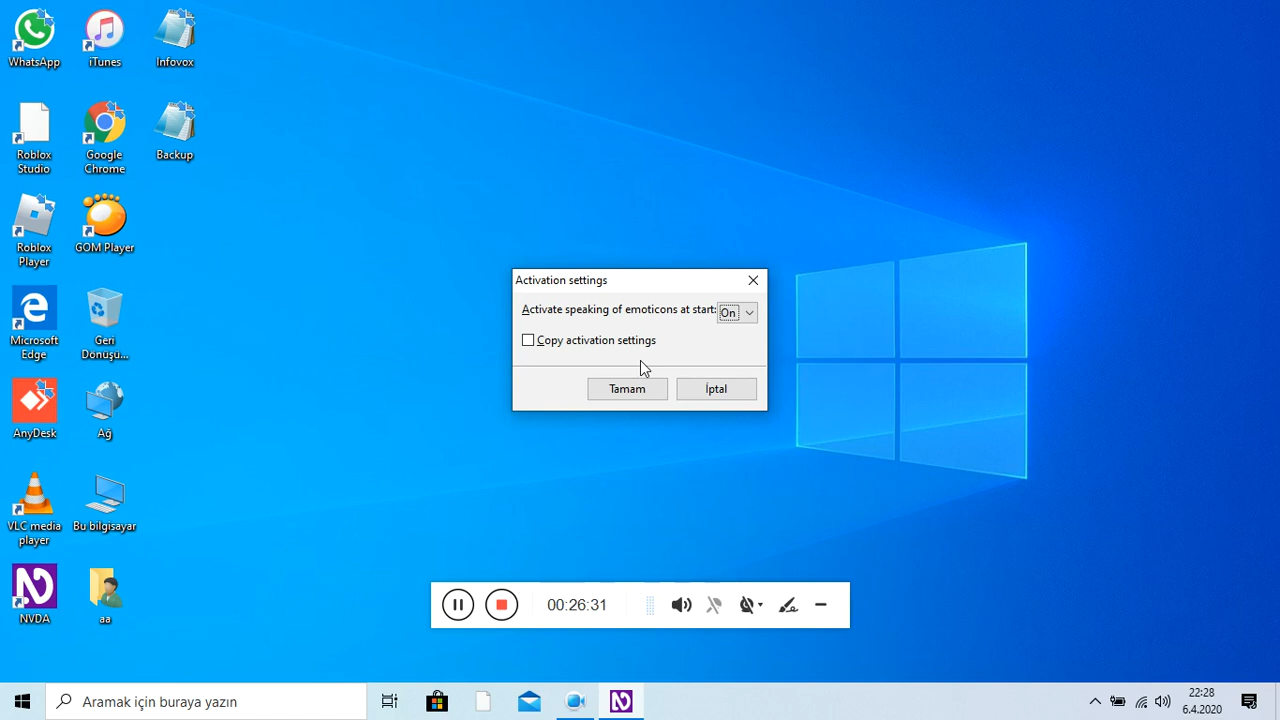 WhatsApp
iTunes
Infovox
Roblox
Studio
Google
Chrome
Backup
Roblox
Player
GOM Player
Microsoft
Edge
Geri
Dönüşü...
AnyDesk
Ağ
VLC media
player
Bu bilgisayar
NVDA
aa
Activation settings
Activate speaking of emoticons at start: On
Copy activation settings
Tamam
İptal
00:26:31
Aramak için buraya yazın
22:28
6.4.2020